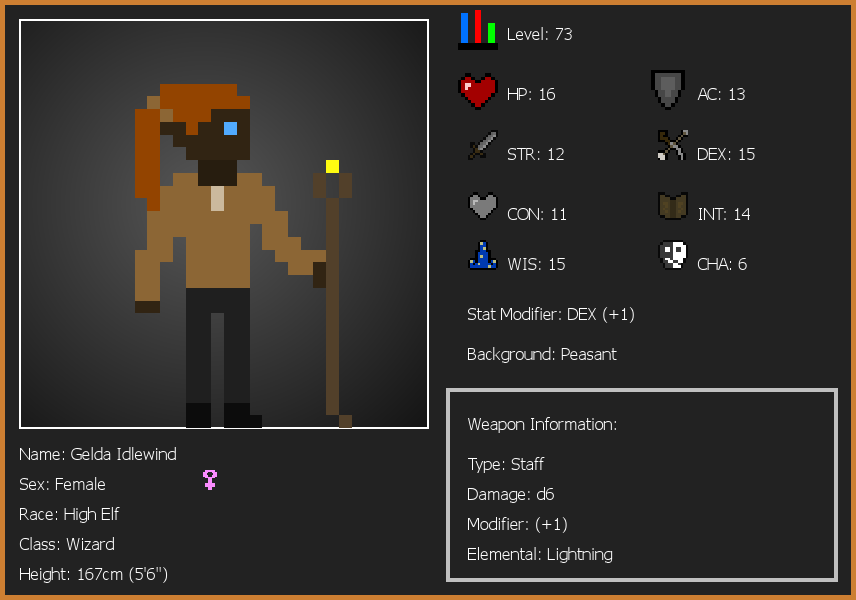 Level: 73
HP: 16
AC: 13
STR: 12
DEX: 15
CON: 11
INT: 14
WIS: 15
CHA: 6
Stat Modifier: DEX (+1)
Background: Peasant
Weapon Information:
Type: Staff
Damage: d6
Modifier: (+1)
Elemental: Lightning
Name: Gelda Idlewind
Sex: Female
Race: High Elf
Class: Wizard
Height: 167cm (5'6")